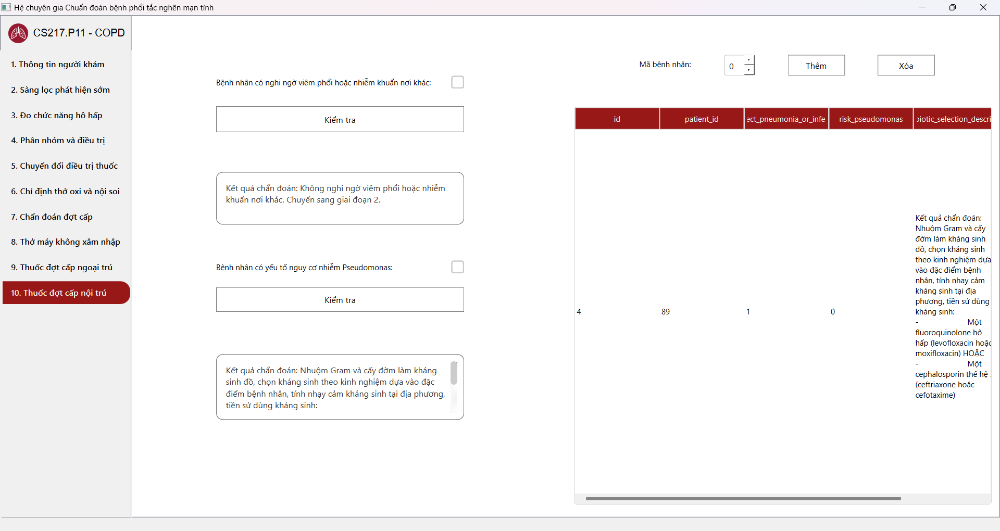 Hệ chuyên gia Chuẩn đoán bệnh phổi tắc nghẽn mạn tính
CS217.P11 - COPD
1. Thông tin người khám
2. Sàng lọc phát hiện sớm
3. Đo chức năng hô hấp
4. Phân nhóm và điều trị
5. Chuyển đổi điều trị thuốc
6. Chỉ định thở oxi và nội soi
7. Chẩn đoán đợt cấp
8. Thở máy không xâm nhập
9. Thuốc đợt cấp ngoại trú
10. Thuốc đợt cấp nội trú
Bệnh nhân có nghi ngờ viêm phổi hoặc nhiễm khuẩn nơi khác:
Kiểm tra
Kết quả chẩn đoán: Không nghi ngờ viêm phổi hoặc nhiễm
khuẩn nơi khác. Chuyển sang giai đoạn 2.
Bệnh nhân có yếu tố nguy cơ nhiễm Pseudomonas:
Kiểm tra
Kết quả chẩn đoán: Nhuộm Gram và cấy đờm làm kháng
sinh đồ, chọn kháng sinh theo kinh nghiệm dựa vào đặc
điểm bệnh nhân, tính nhạy cảm kháng sinh tại địa phương,
tiền sử dùng kháng sinh:
Mã bệnh nhân: 0 Thêm Xóa
id patient_id ect_pneumonia_or_infe risk_pseudomonas biotic_selection_descri
4 89 1 0
Kết quả chẩn đoán:
Nhuộm Gram và cấy
đờm làm kháng sinh
đồ, chọn kháng sinh
theo kinh nghiệm dựa
vào đặc điểm bệnh
nhân, tính nhạy cảm
kháng sinh tại địa
phương, tiền sử dùng
kháng sinh:
- Một
fluoroquinolone hô
hấp (levofloxacin hoặc
moxifloxacin) HOẶC
- Một
cephalosporin thế hệ
(ceftriaxone hoặc
cefotaxime)